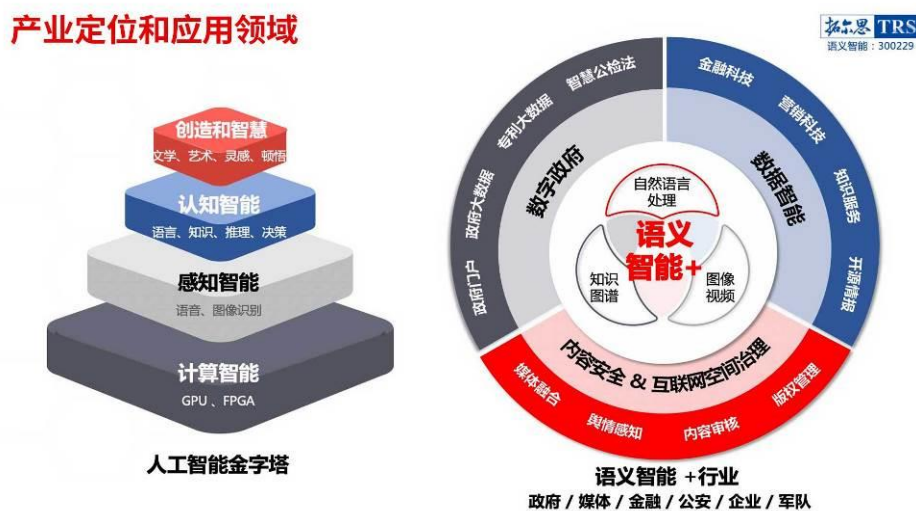 产业定位和应用领域
拓尔思 TRS
语义智能：300229
创造和智慧
文学、艺术、灵感、顿悟
认知智能
语言、知识、推理、决策
感知智能
语音、图像识别
计算智能
GPU 、FPGA
人工智能金字塔
政府门户
政府大数据
专利大数据
智慧公检法
金融科技
营销科技
知识服务
开源情报
数字政府
数据智能
自然语言
处理
语义
智能+
知识
图谱
图像
视频
内容安全 & 互联网空间治理
媒体融合
舆情感知
内容审核
版权管理
语义智能 +行业
政府 / 媒体 / 金融 / 公安 / 企业 / 军队